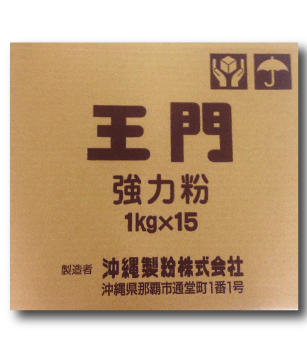 王門
強力粉
1kg×15
製造者 沖縄製粉株式会社
沖縄県那覇市通堂町1番1号